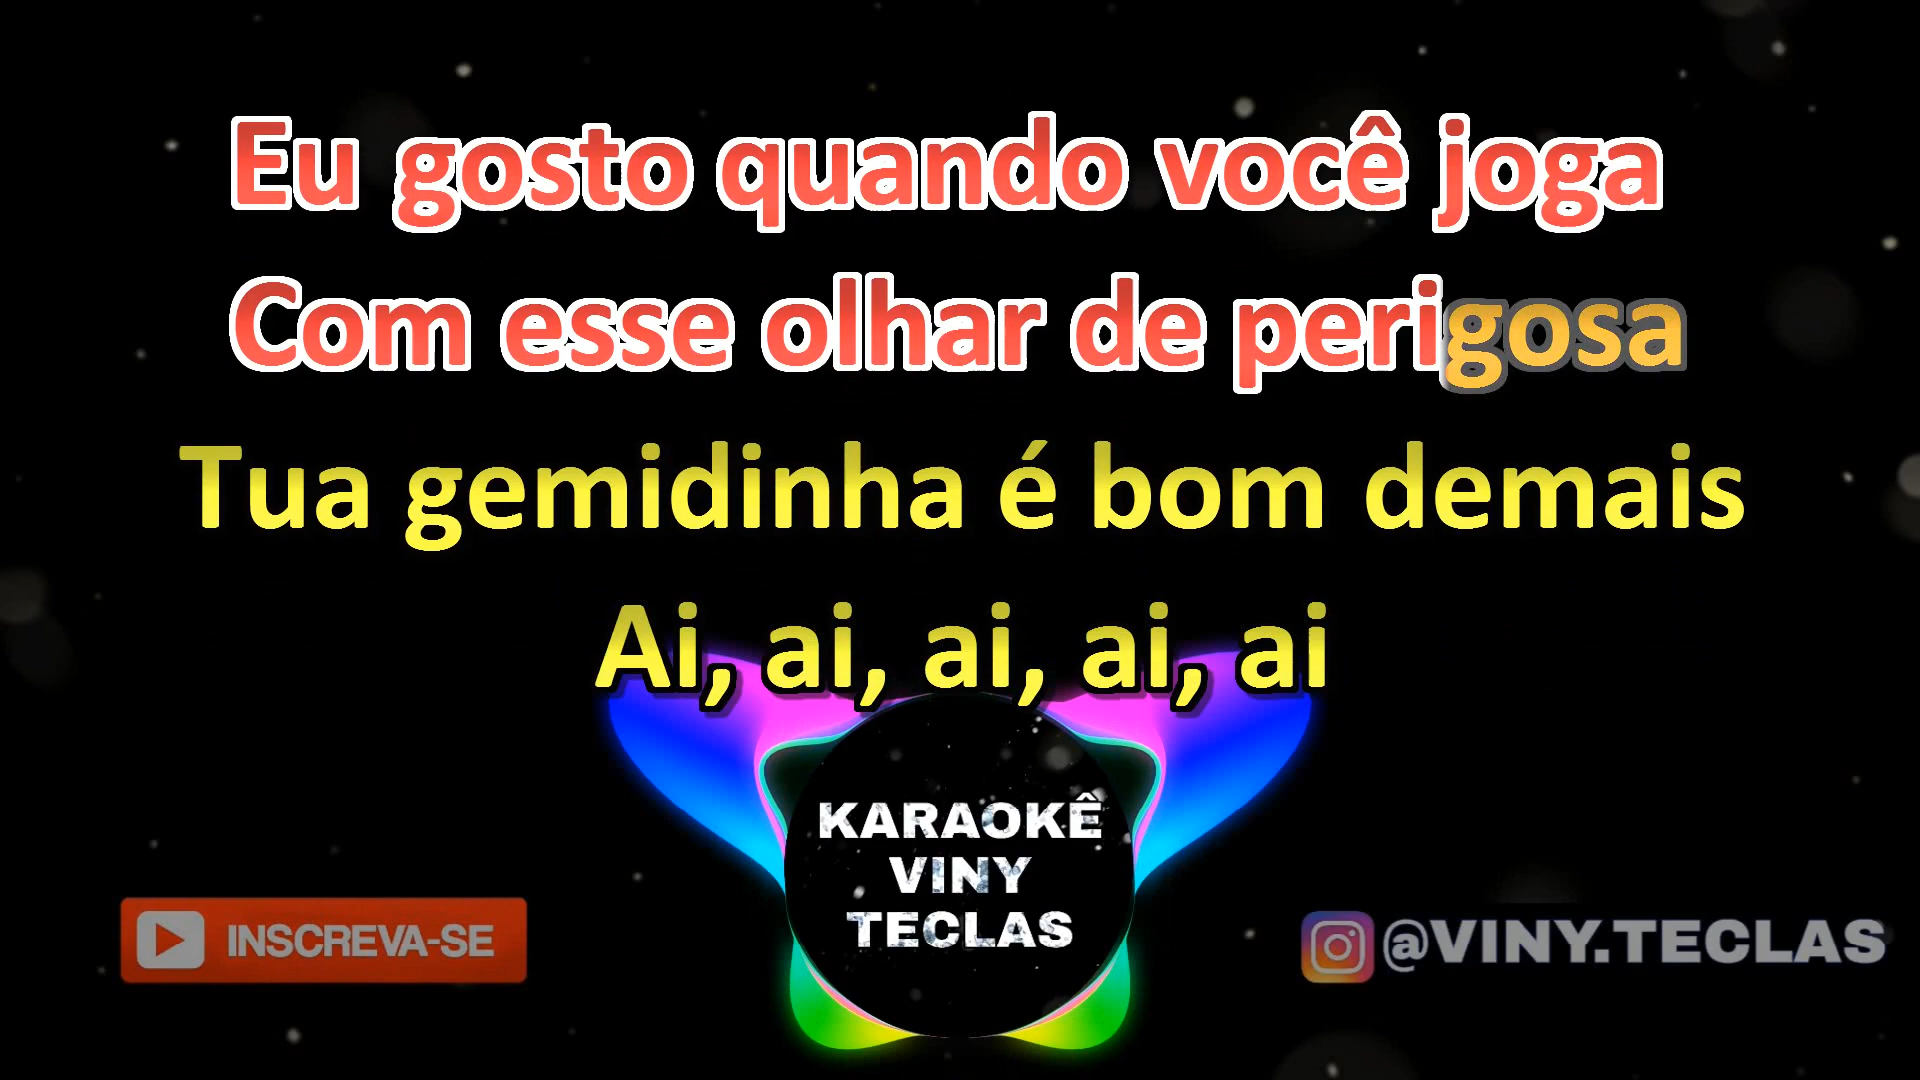 Eu gosto quando você joga
Com esse olhar de perigosa
Tua gemidinha é bom demais
Ai, ai, ai, ai, ai
KARAOKÊ
VINY
TECLAS
INSCREVA-SE
@VINY.TECLAS